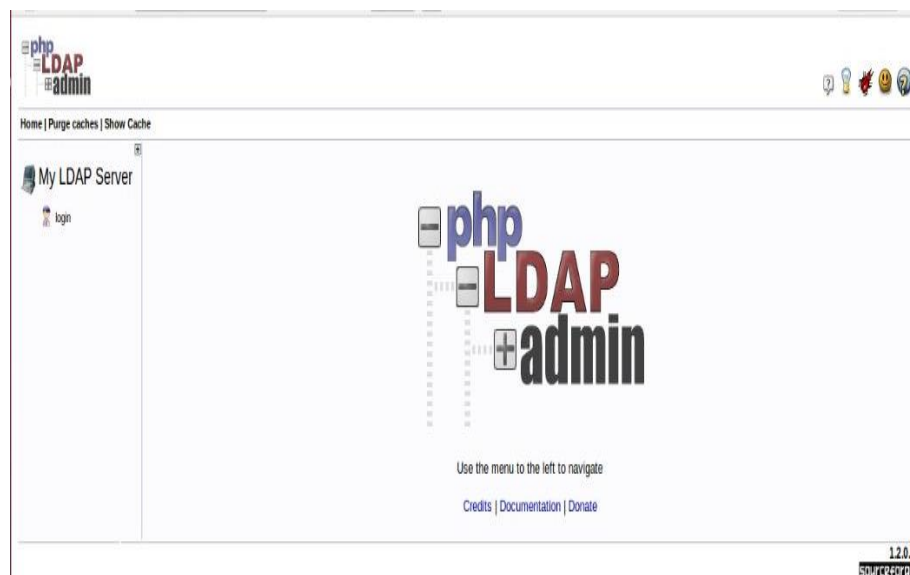 php
LDAP
admin
Home | Purge caches | Show Cache
My LDAP Server
login
php
LDAP
admin
Use the menu to the left to navigate
Credits | Documentation | Donate
1.2.0.